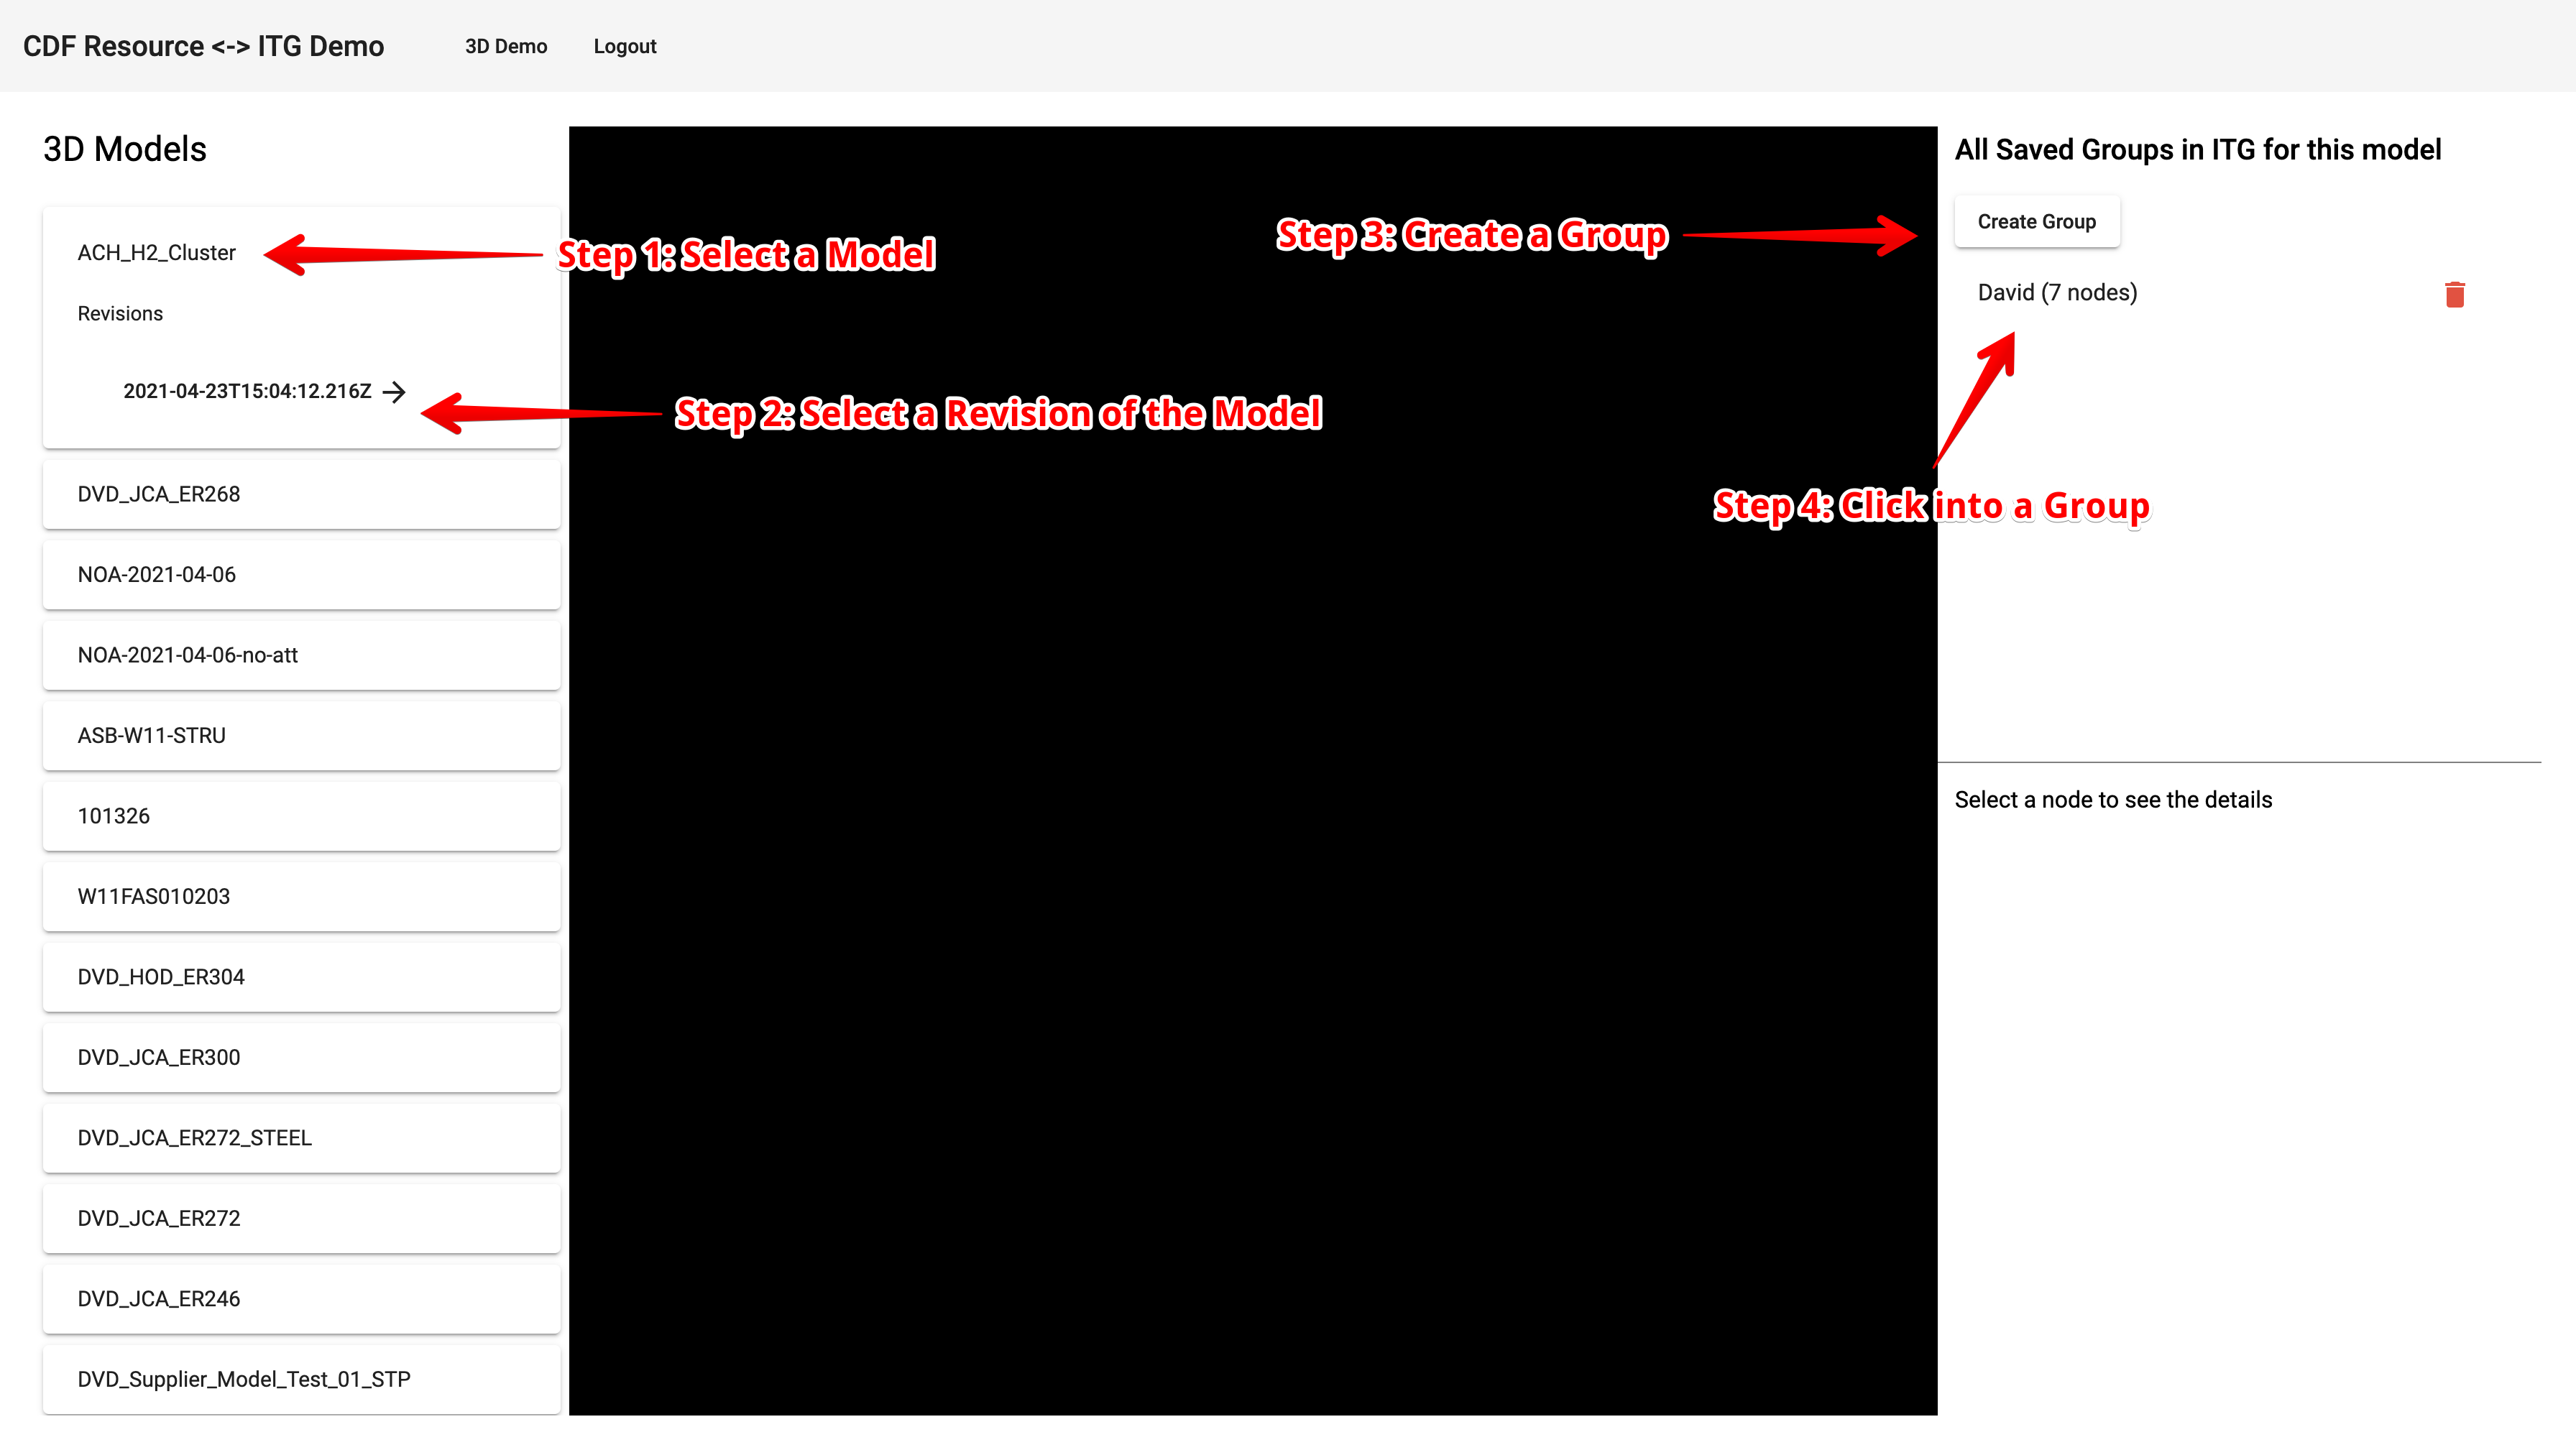 CDF Resource <-> ITG Demo
3D Demo
Logout
3D Models
ACH_H2_Cluster
Revisions
2021-04-23T15:04:12.216Z
DVD_JCA_ER268
NOA-2021-04-06
NOA-2021-04-06-no-att
ASB-W11-STRU
101326
W11FAS010203
DVD_HOD_ER304
DVD_JCA_ER300
DVD_JCA_ER272_STEEL
DVD_JCA_ER272
DVD_JCA_ER246
DVD_Supplier_Model_Test_01_STP
Step 1: Select a Model
Step 2: Select a Revision of the Model
Step 3: Create a Group
Step 4: Click into a Group
All Saved Groups in ITG for this model
Create Group
David (7 nodes)
Select a node to see the details